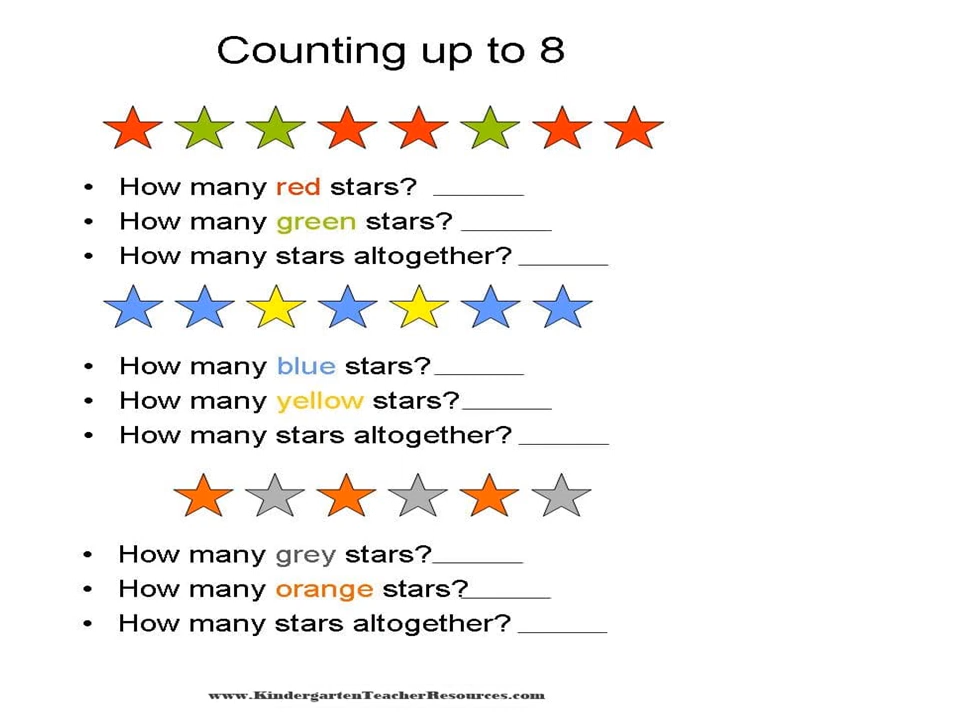 Counting up to 8
• How many red stars? ______
• How many green stars? ______
• How many stars altogether? ______
• How many blue stars? ______
• How many yellow stars? ______
• How many stars altogether? ______
• How many grey stars? ______
• How many orange stars? ______
• How many stars altogether? ______
www.KindergartenTeacherResources.com